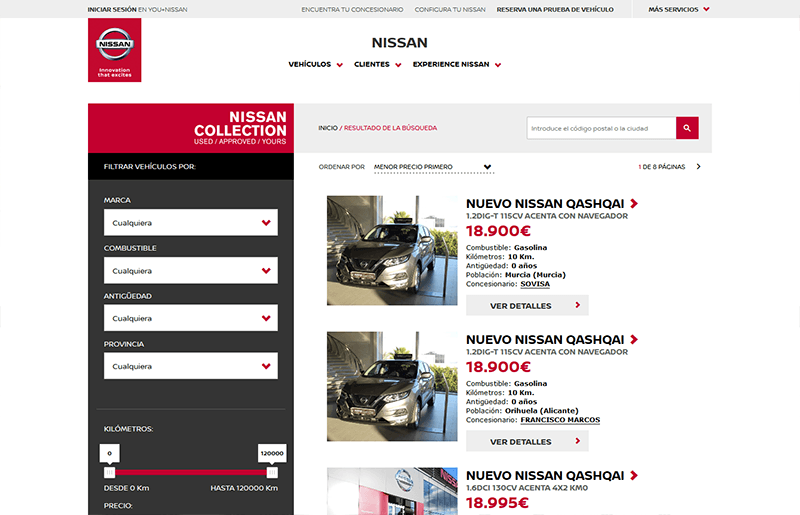 INICIAR SESIÓN EN YOU+NISSAN
ENCUENTRA TU CONCESIONARIO
CONFIGURA TU NISSAN
RESERVA UNA PRUEBA DE VEHÍCULO
MÁS SERVICIOS
NISSAN
Innovation
that excites
NISSAN
VEHÍCULOS
CLIENTES
EXPERIENCE NISSAN
NISSAN
COLLECTION
USED / APPROVED / YOURS
INICIO / RESULTADO DE LA BÚSQUEDA
Introduce el código postal o la ciudad
FILTRAR VEHÍCULOS POR:
MARCA
Cualquiera
COMBUSTIBLE
Cualquiera
ANTIGÜEDAD
Cualquiera
PROVINCIA
Cualquiera
KILÓMETROS:
0
120000
DESDE 0 Km
HASTA 120000 Km
PRECIO:
ORDENAR POR
MENOR PRECIO PRIMERO
1 DE 8 PÁGINAS
NUEVO NISSAN QASHQAI
1.2DIG-T 115CV ACENTA CON NAVEGADOR
18.900€
Combustible: Gasolina
Kilómetros: 10 Km.
Antigüedad: 0 años
Población: Murcia (Murcia)
Concesionario: SOVISA
VER DETALLES
NUEVO NISSAN QASHQAI
1.2DIG-T 115CV ACENTA CON NAVEGADOR
18.900€
Combustible: Gasolina
Kilómetros: 10 Km.
Antigüedad: 0 años
Población: Orihuela (Alicante)
Concesionario: FRANCISCO MARCOS
VER DETALLES
NUEVO NISSAN QASHQAI
1.6DCI 130CV ACENTA 4X2 KM0
18.995€